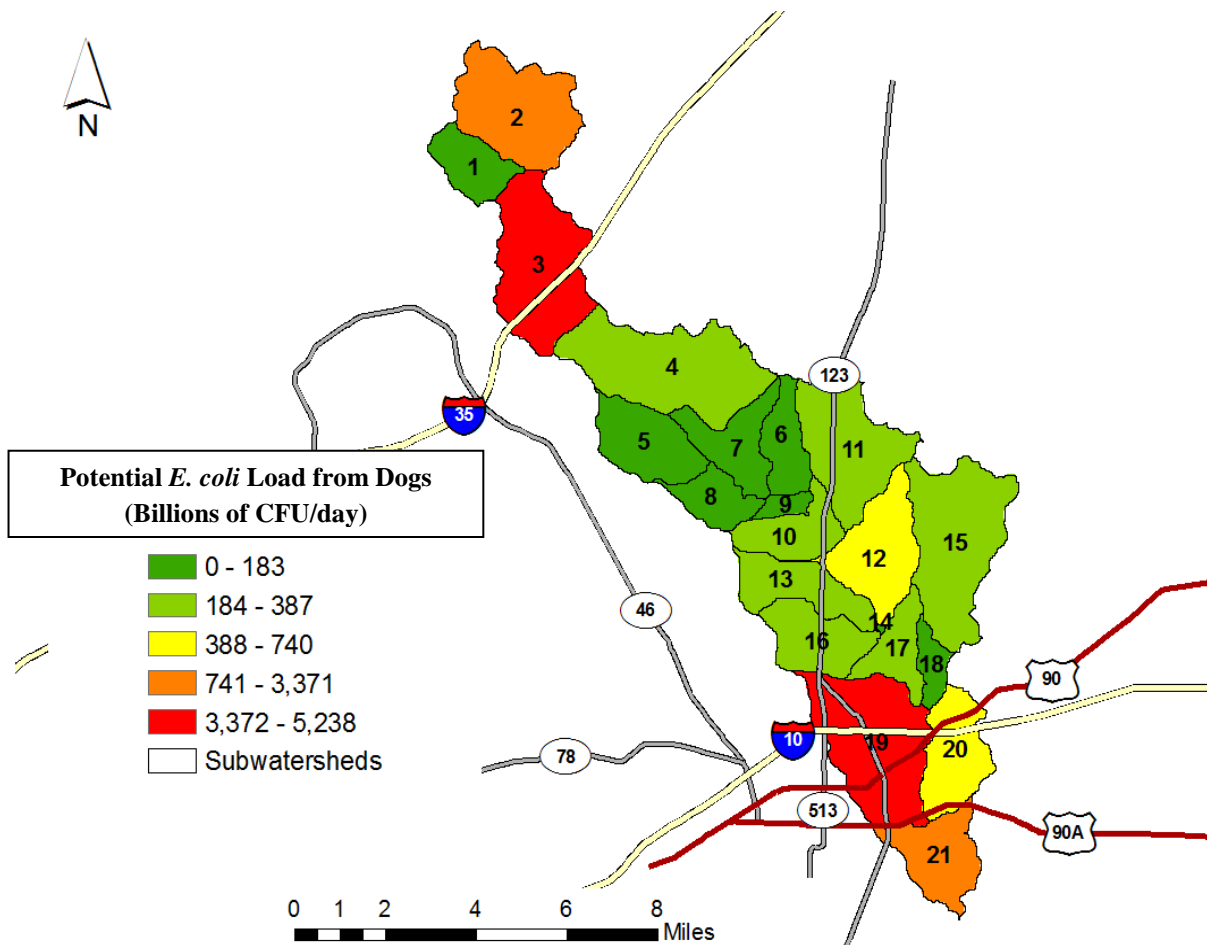 N
2
1
3
4
123
35
5
7
6
11
8
9
10
12
15
13
46
14
16
17
18
90
10
19
20
78
513
90A
21
Potential E. coli Load from Dogs
(Billions of CFU/day)
0 - 183
184 - 387
388 - 740
741 - 3,371
3,372 - 5,238
Subwatersheds
0 1 2 4 6 8
Miles